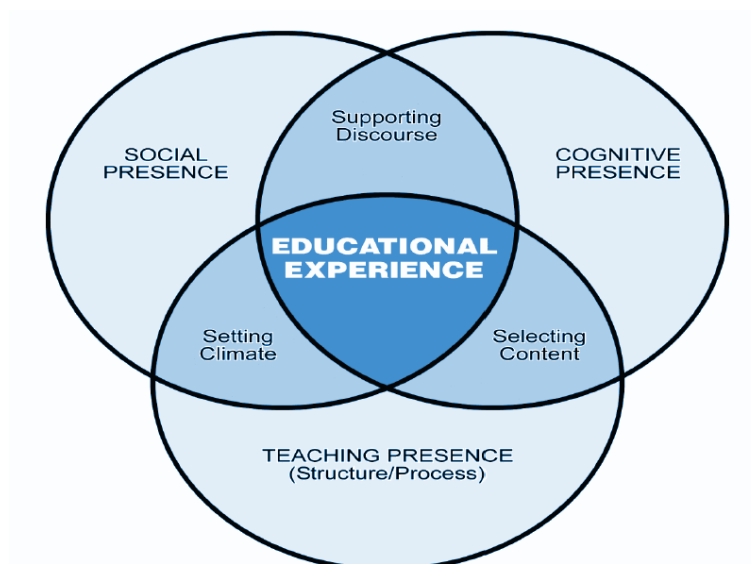 Supporting
Discourse
SOCIAL
PRESENCE
COGNITIVE
PRESENCE
EDUCATIONAL
EXPERIENCE
Setting
Climate
Selecting
Content
TEACHING PRESENCE
(Structure/Process)